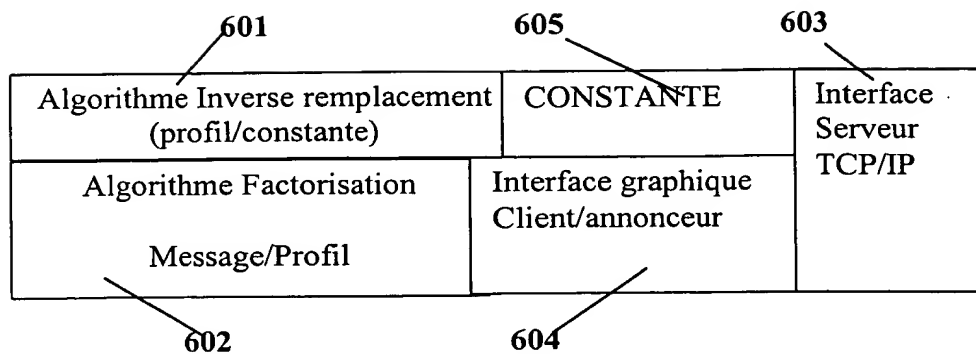 601
605
603
Algorithme Inverse remplacement
(profil/constante)
CONSTANTE
Interface
Serveur
TCP/IP
Algorithme Factorisation
Message/Profil
Interface graphique
Client/annonceur
602
604